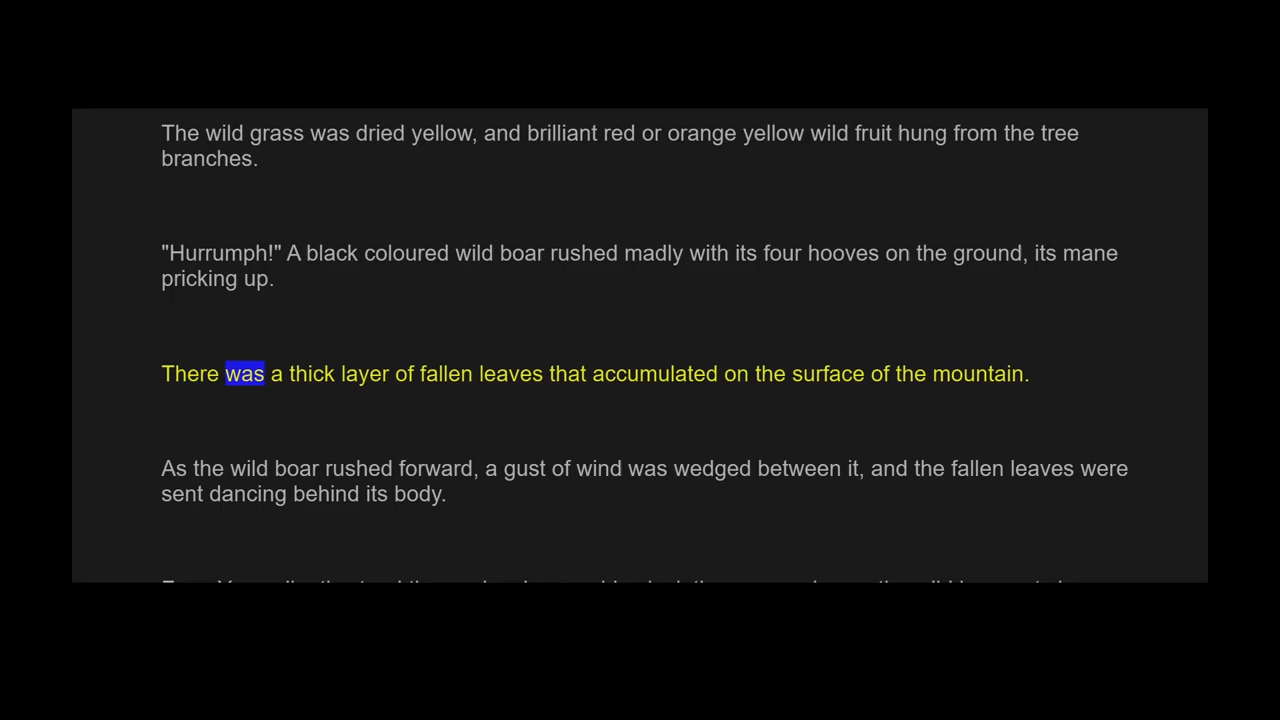 The wild grass was dried yellow, and brilliant red or orange yellow wild fruit hung from the tree
branches.
"Hurrumph!" A black coloured wild boar rushed madly with its four hooves on the ground, its mane
pricking up.
There was a thick layer of fallen leaves that accumulated on the surface of the mountain.
As the wild boar rushed forward, a gust of wind was wedged between it, and the fallen leaves were
sent dancing behind its body.